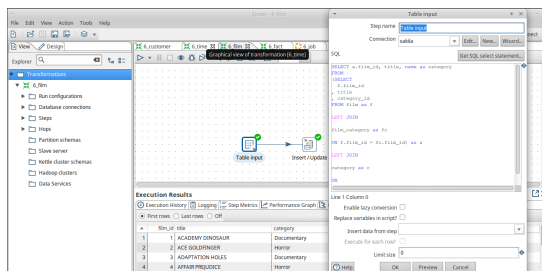 Spoon - 6_film
File Edit View Action Tools Help
View Design
Explorer
Transformations
6_film
Run configurations
Database connections
Steps
Hops
Partition schemas
Slave server
Kettle cluster schemas
Hadoop clusters
Data Services
6_customer 6_time 6_film 6_fact 6_job
Graphical view of transformation [6_time]
Table input Insert / Update
Execution Results
Execution History Logging Step Metrics Performance Graph
First rows Last rows Off
# film_id title category
1 1 ACADEMY DINOSAUR Documentary
2 2 ACE GOLDFINGER Horror
3 3 ADAPTATION HOLES Documentary
4 4 AFFAIR PREJUDICE Horror
Table input
Step name Table input
Connection sakila Edit... New... Wizard...
SQL Get SQL select statement...
SELECT a.film_id, title, name as category
FROM
(SELECT
f.film_id
, title
, category_id
FROM film as f
LEFT JOIN
film_category as fc
ON f.film_id = fc.film_id) as a
LEFT JOIN
category as c
ON
Line 1 Column 0
Enable lazy conversion
Replace variables in script?
Insert data from step
Execute for each row?
Limit size 0
Help OK Preview Cancel